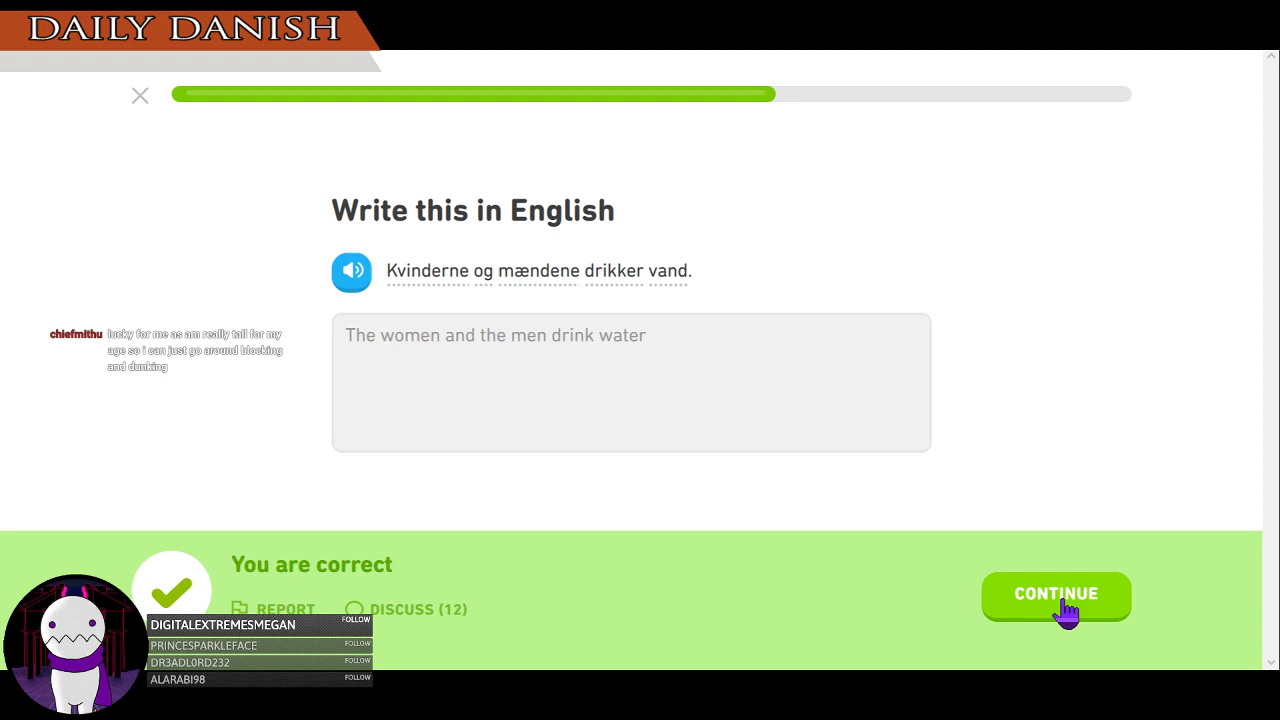 DAILY DANISH
Write this in English
Kvinderne og mændene drikker vand.
The women and the men drink water
chiefmithu lucky for me as am really tall for my
age so i can just go around blocking
and dunking
You are correct
REPORT DISCUSS (12)
CONTINUE
DIGITALEXTREMESMEGAN FOLLOW
PRINCESPARKLEFACE FOLLOW
DR3ADL0RD232 FOLLOW
ALARABI98 FOLLOW